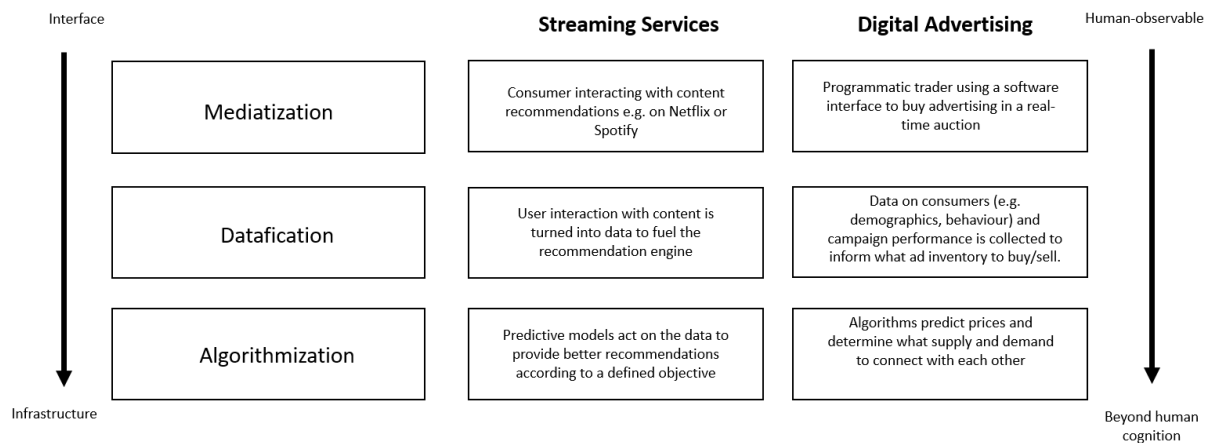 Interface
Streaming Services
Digital Advertising
Human-observable
Mediatization
Consumer interacting with content
recommendations e.g. on Netflix or
Spotify
Programmatic trader using a software
interface to buy advertising in a real-
time auction
Datafication
User interaction with content is
turned into data to fuel the
recommendation engine
Data on consumers (e.g.
demographics, behaviour) and
campaign performance is collected to
inform what ad inventory to buy/sell.
Algorithmization
Predictive models act on the data to
provide better recommendations
according to a defined objective
Algorithms predict prices and
determine what supply and demand
to connect with each other
Infrastructure
Beyond human
cognition